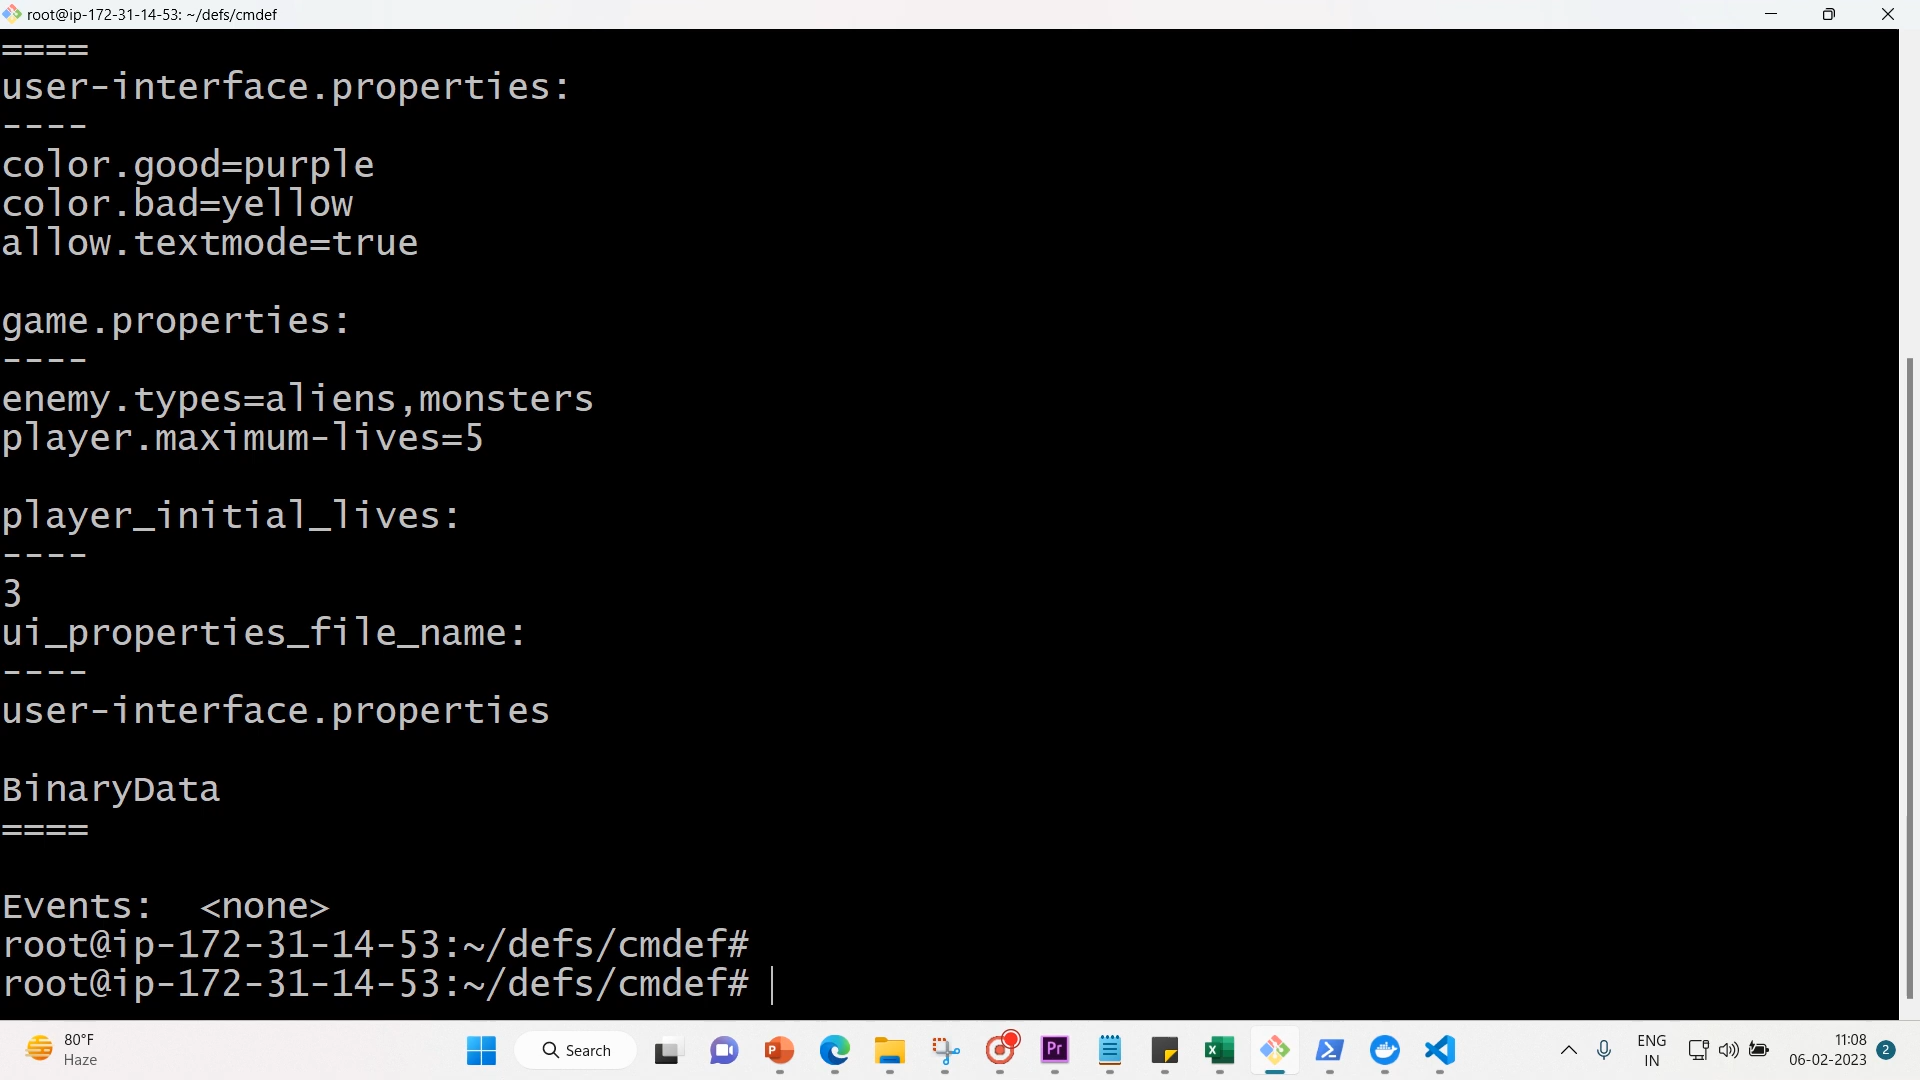 root@ip-172-31-14-53: ~/defs/cmdef
====
user-interface.properties:
----
color.good=purple
color.bad=yellow
allow.textmode=true
game.properties:
----
enemy.types=aliens,monsters
player.maximum-lives=5
player_initial_lives:
----
3
ui_properties_file_name:
----
user-interface.properties
BinaryData
====
Events:  <none>
root@ip-172-31-14-53:~/defs/cmdef#
root@ip-172-31-14-53:~/defs/cmdef#
80°F
Haze
Search
P
Pr
X
ENG
IN
11:08
06-02-2023
2